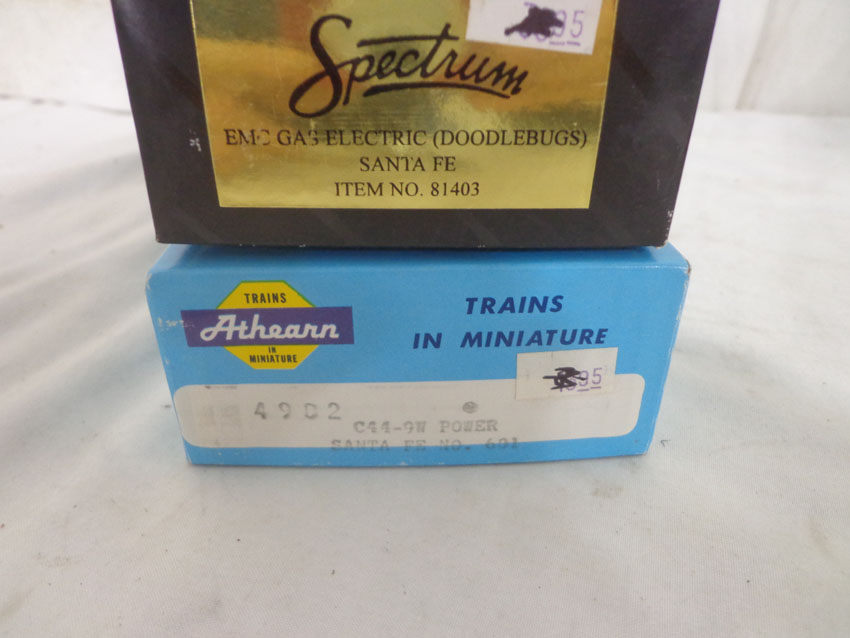 Spectrum
EMC GAS ELECTRIC (DOODLEBUGS)
SANTA FE
ITEM NO. 81403
TRAINS
Athearn
IN
MINIATURE
TRAINS
IN MINIATURE
4902
C44-9W POWER
SANTA FE NO. 601